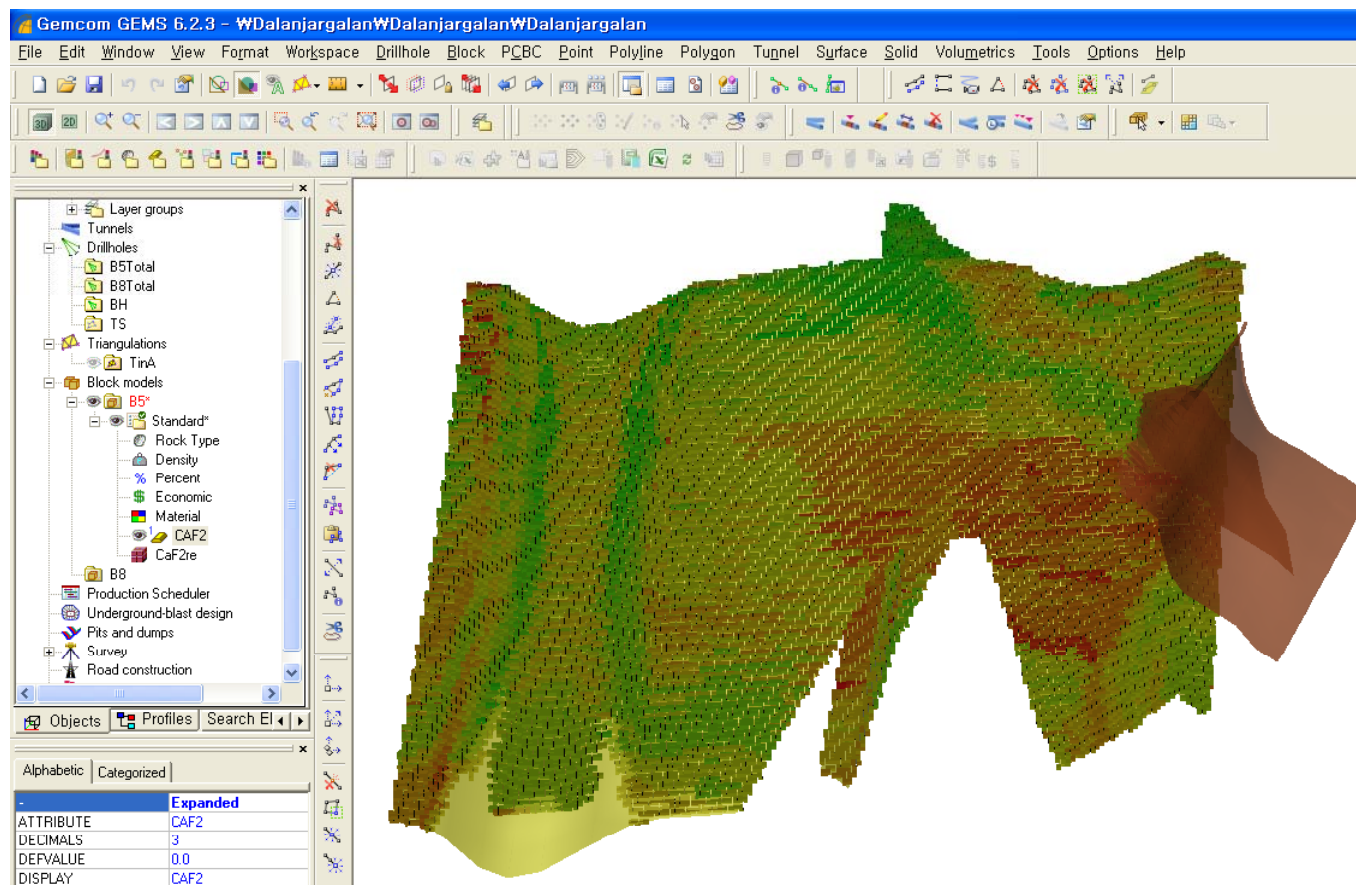 Gemcom GEMS 6.2.3 - ₩Dalanjargalan₩Dalanjargalan₩Dalanjargalan
File Edit Window View Format Workspace Drillhole Block PCBC Point Polyline Polygon Tunnel Surface Solid Volumetrics Tools Options Help
3D 2D
Layer groups
Tunnels
Drillholes
B5Total
B8Total
BH
TS
Triangulations
TinA
Block models
B5*
Standard*
Rock Type
Density
% Percent
$ Economic
Material
1 CAF2
CaF2re
B8
Production Scheduler
Underground-blast design
Pits and dumps
Survey
Road construction
Objects Profiles Search El
Alphabetic Categorized
- Expanded
ATTRIBUTE CAF2
DECIMALS 3
DEFVALUE 0.0
DISPLAY CAF2